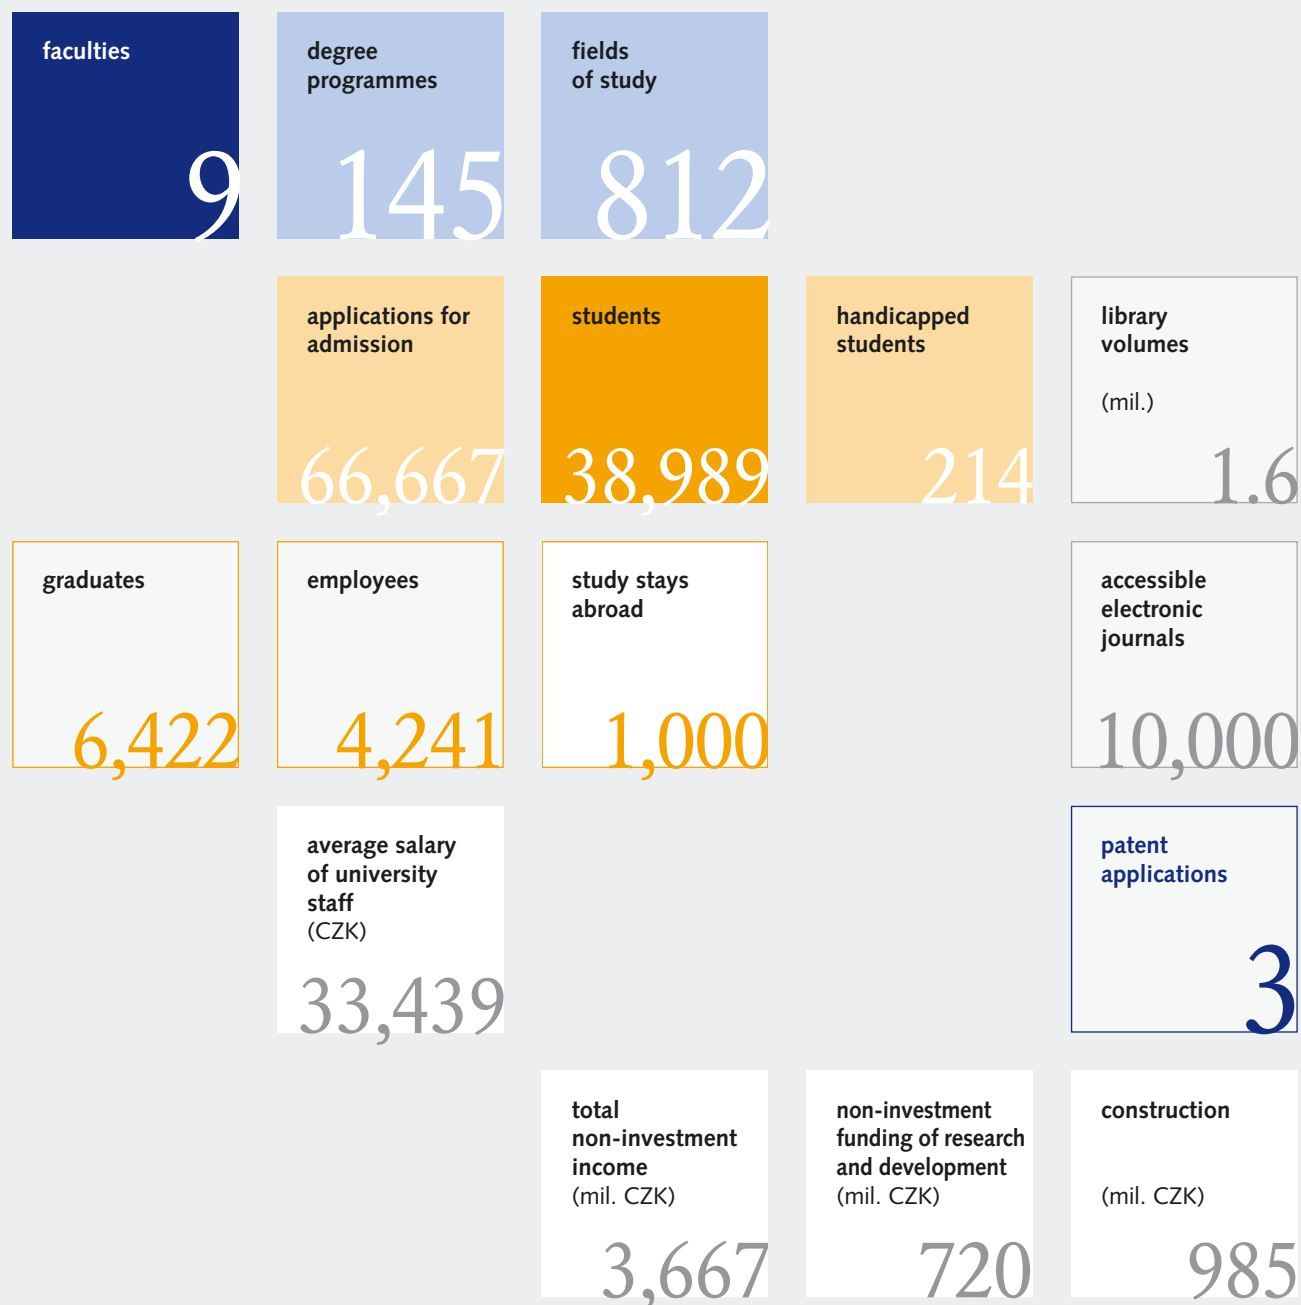 faculties
9
degree
programmes
145
fields
of study
812
applications for
admission
66,667
students
38,989
handicapped
students
214
library
volumes
(mil.)
1.6
graduates
6,422
employees
4,241
study stays
abroad
1,000
accessible
electronic
journals
10,000
average salary
of university
staff
(CZK)
33,439
patent
applications
3
total
non-investment
income
(mil. CZK)
3,667
non-investment
funding of research
and development
(mil. CZK)
720
construction
(mil. CZK)
985